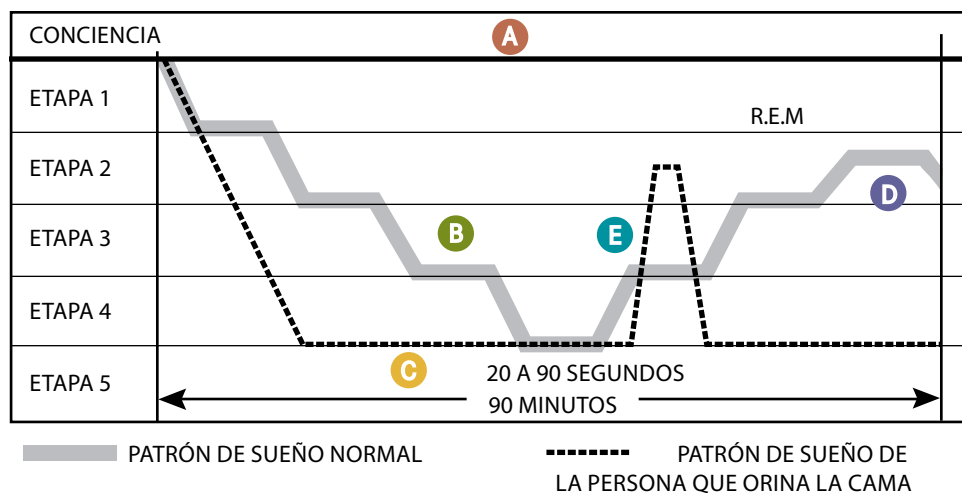 CONCIENCIA
A
ETAPA 1
R.E.M
ETAPA 2
D
ETAPA 3
B
E
ETAPA 4
C
20 A 90 SEGUNDOS
ETAPA 5
90 MINUTOS
PATRÓN DE SUEÑO NORMAL
PATRÓN DE SUEÑO DE
LA PERSONA QUE ORINA LA CAMA